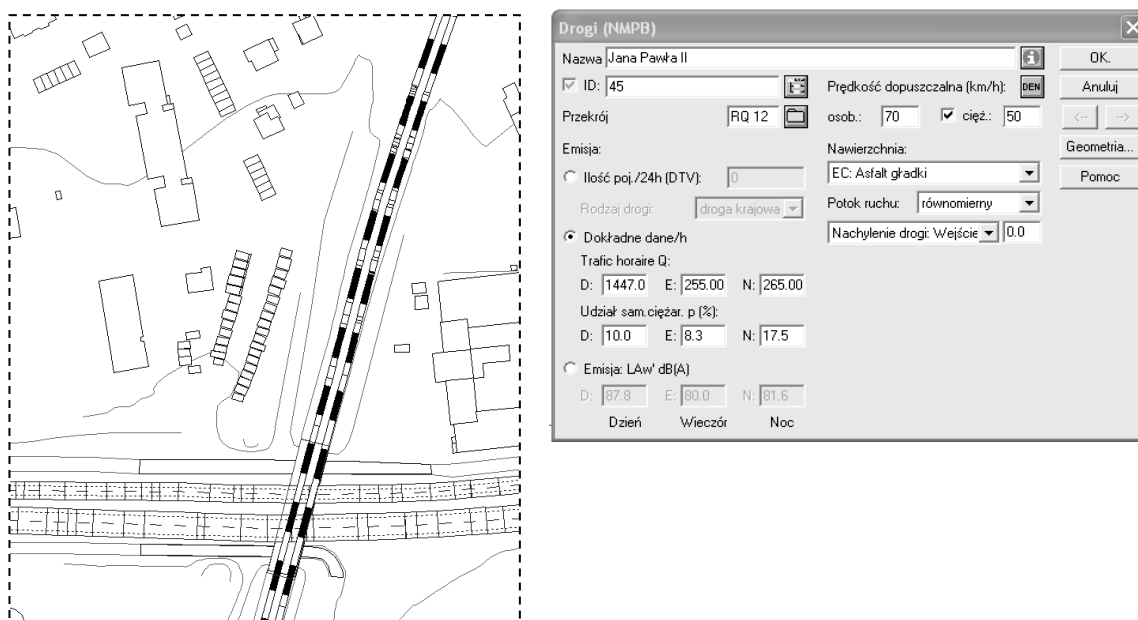 Drogi (NMPB)
Nazwa Jana Pawła II
OK.
ID: 45
Prędkość dopuszczalna (km/h): DEN
Anuluj
Przekrój RQ 12
osob.: 70 cięż.: 50
<-- -->
Emisja:
Nawierzchnia:
Geometria...
Ilość poj./24h (DTV): 0
EC: Asfalt gładki
Pomoc
Rodzaj drogi: droga krajowa
Potok ruchu: równomierny
Dokładne dane/h
Nachylenie drogi: Wejście 0.0
Trafic horaire Q:
D: 1447.0 E: 255.00 N: 265.00
Udział sam.ciężar. p (%):
D: 10.0 E: 8.3 N: 17.5
Emisja: LAw' dB(A)
D: 87.8 E: 80.0 N: 81.6
Dzień Wieczór Noc